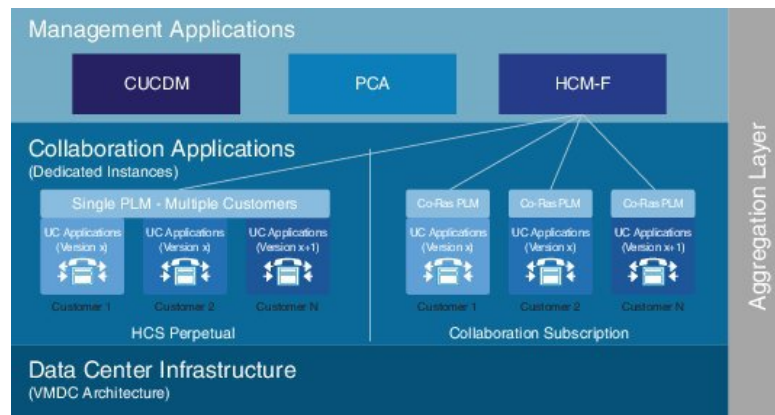 Management Applications
CUCDM
PCA
HCM-F
Collaboration Applications
(Dedicated Instances)
Single PLM - Multiple Customers
UC Applications
(Version x)
UC Applications
(Version x)
UC Applications
(Version x+1)
Customer 1
Customer 2
Customer N
HCS Perpetual
Co-Ras PLM
Co-Ras PLM
Co-Ras PLM
UC Applications
(Version x)
UC Applications
(Version x)
UC Applications
(Version x+1)
Customer 1
Customer 2
Customer N
Collaboration Subscription
Data Center Infrastructure
(VMDC Architecture)
Aggregation Layer